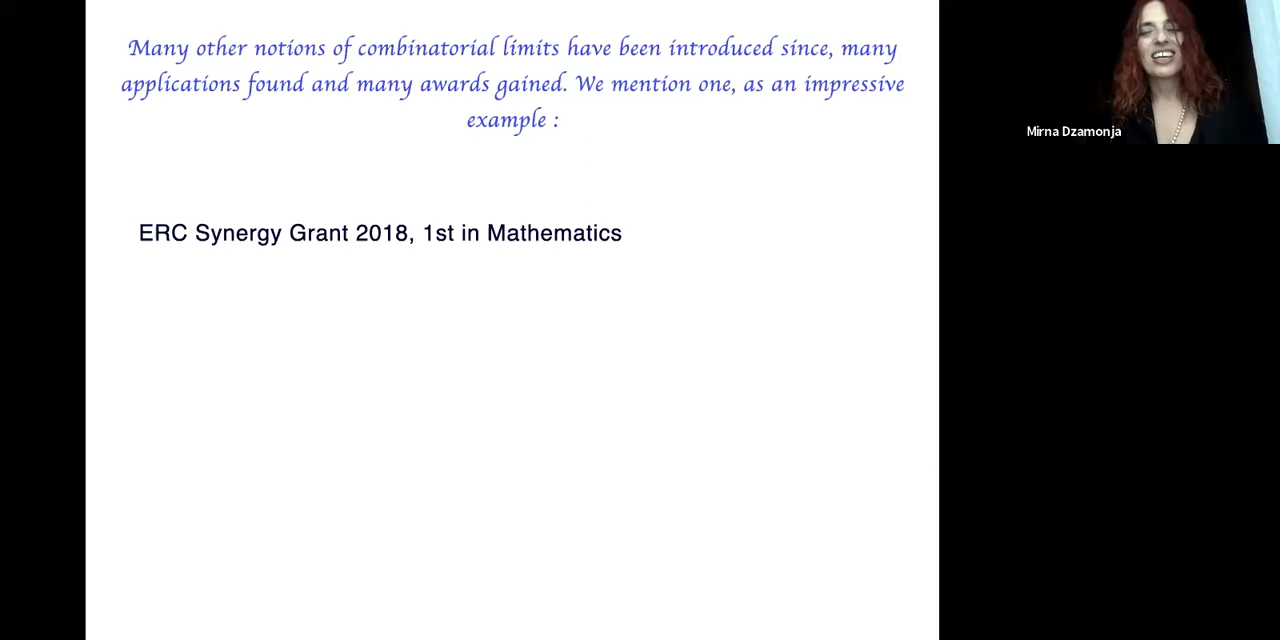 Many other notions of combinatorial limits have been introduced since, many
applications found and many awards gained. We mention one, as an impressive
example :
ERC Synergy Grant 2018, 1st in Mathematics
Mirna Dzamonja